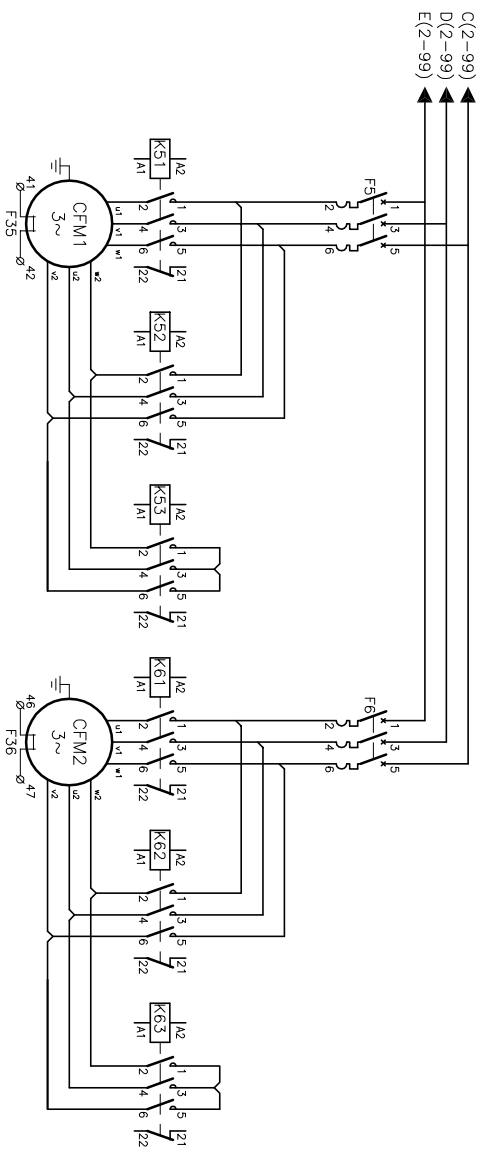 C(2-99)
D(2-99)
E(2-99)
F5
1
3
5
2
4
6
F6
1
3
5
2
4
6
A2
K51
A1
1
3
5
21
2
4
6
22
A2
K52
A1
1
3
5
21
2
4
6
22
A2
K53
A1
1
3
5
21
2
4
6
22
A2
K61
A1
1
3
5
21
2
4
6
22
A2
K62
A1
1
3
5
21
2
4
6
22
A2
K63
A1
1
3
5
21
2
4
6
22
u1
v1
w1
CFM1
3~
w2
u2
v2
41
F35
42
u1
v1
w1
CFM2
3~
w2
u2
v2
46
F36
47